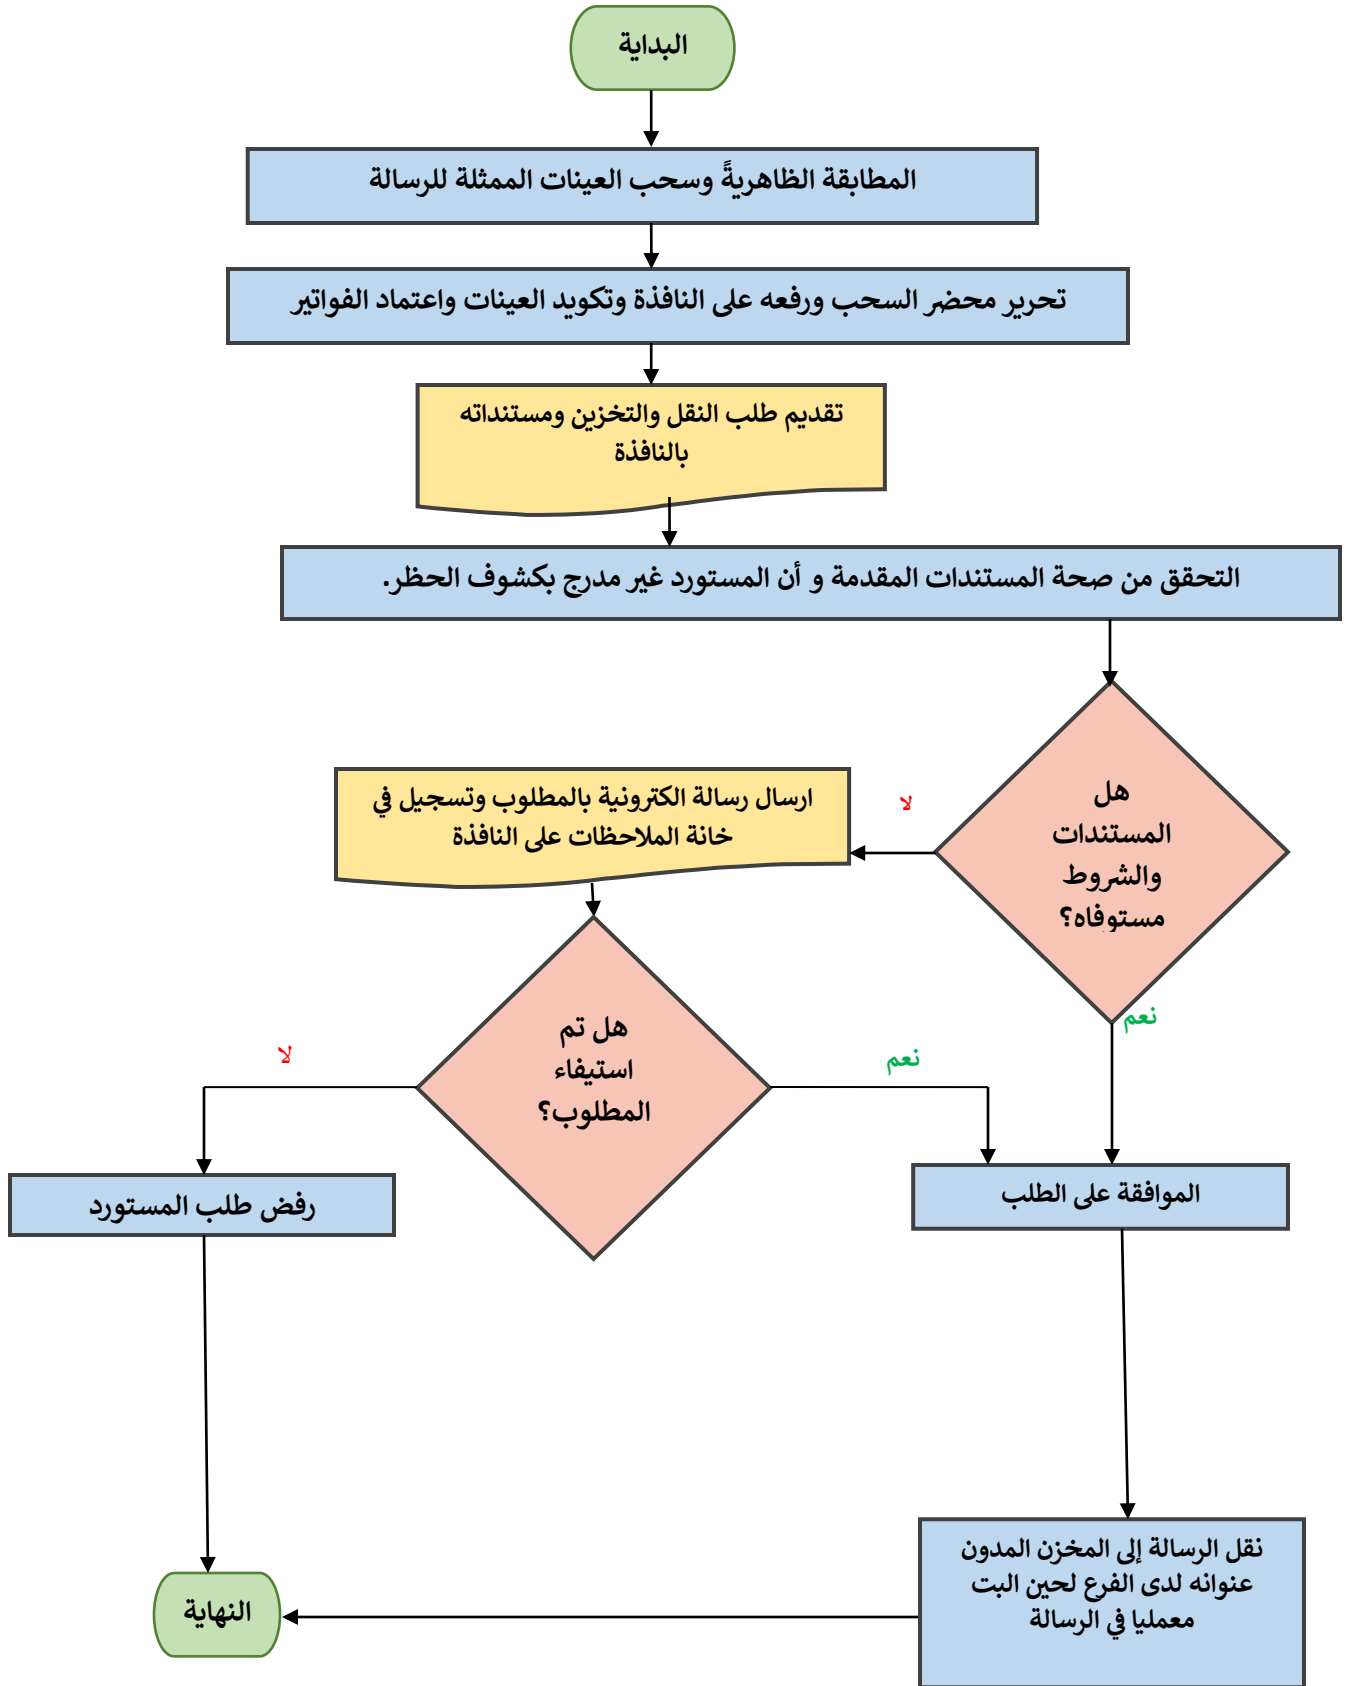 البداية
المطابقة الظاهريةً وسحب العينات الممثلة للرسالة
تحرير محضر السحب ورفعه على النافذة وتكويد العينات واعتماد الفواتير
تقديم طلب النقل والتخزين ومستنداته
بالنافذة
التحقق من صحة المستندات المقدمة و أن المستورد غير مدرج بكشوف الحظر.
هل
المستندات
والشروط
مستوفاه؟
لا
ارسال رسالة الكترونية بالمطلوب وتسجيل في
خانة الملاحظات على النافذة
نعم
هل تم
استيفاء
المطلوب؟
نعم
لا
الموافقة على الطلب
رفض طلب المستورد
نقل الرسالة إلى المخزن المدون
عنوانه لدى الفرع لحين البت
معمليا في الرسالة
النهاية